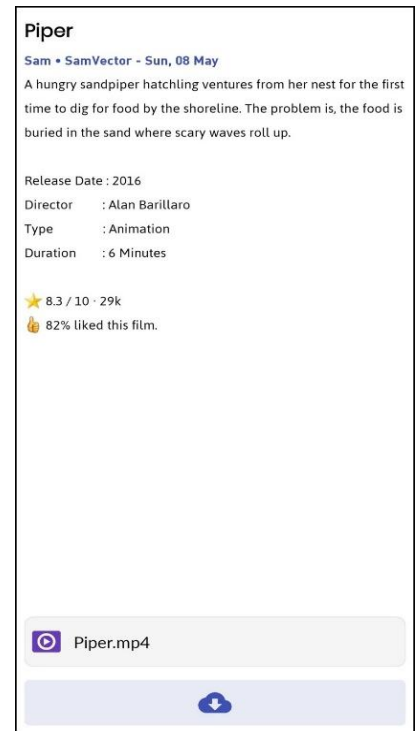 Piper
Sam • SamVector - Sun, 08 May
A hungry sandpiper hatchling ventures from her nest for the first
time to dig for food by the shoreline. The problem is, the food is
buried in the sand where scary waves roll up.
Release Date : 2016
Director : Alan Barillaro
Type : Animation
Duration : 6 Minutes
⭐ 8.3 / 10 · 29k
👍 82% liked this film.
Piper.mp4